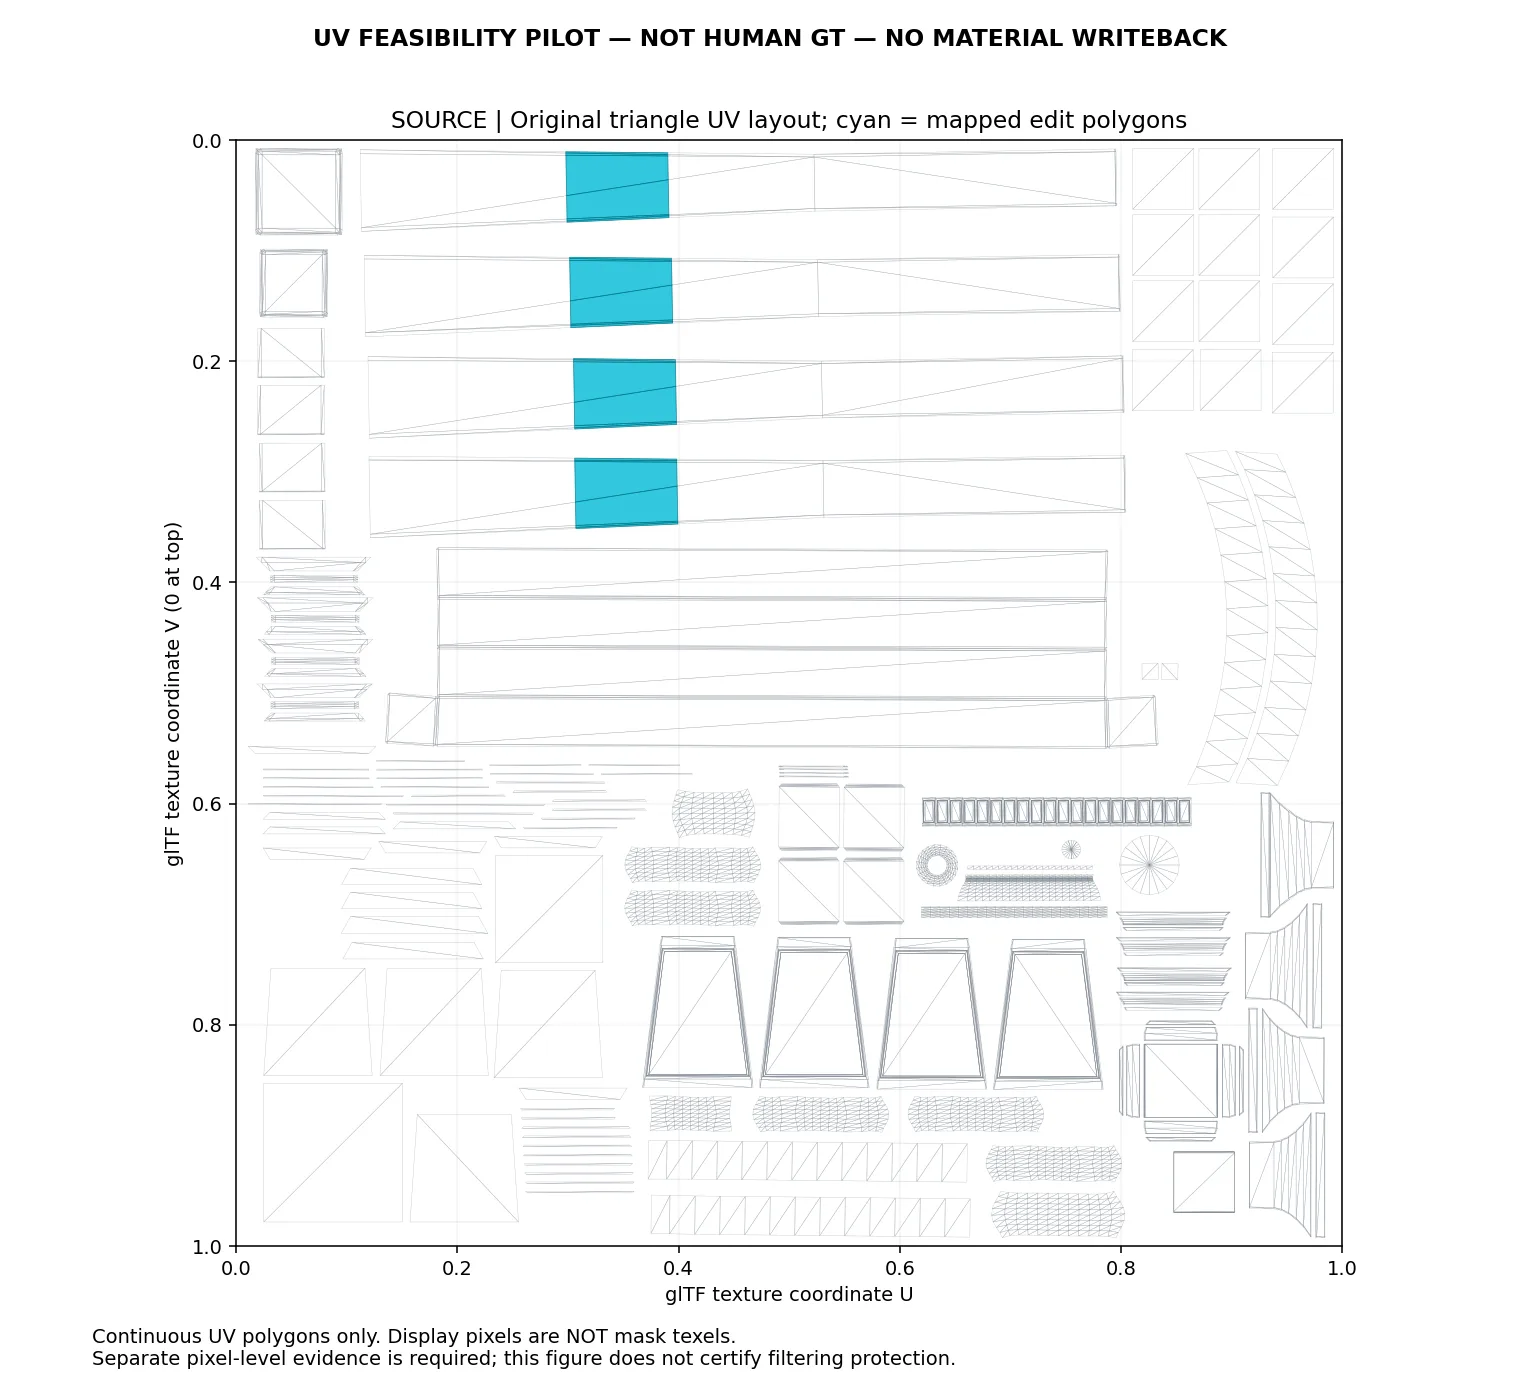 UV FEASIBILITY PILOT — NOT HUMAN GT — NO MATERIAL WRITEBACK
SOURCE | Original triangle UV layout; cyan = mapped edit polygons
glTF texture coordinate V (0 at top)
0.0
0.2
0.4
0.6
0.8
1.0
0.0 0.2 0.4 0.6 0.8 1.0
glTF texture coordinate U
Continuous UV polygons only. Display pixels are NOT mask texels.
Separate pixel-level evidence is required; this figure does not certify filtering protection.